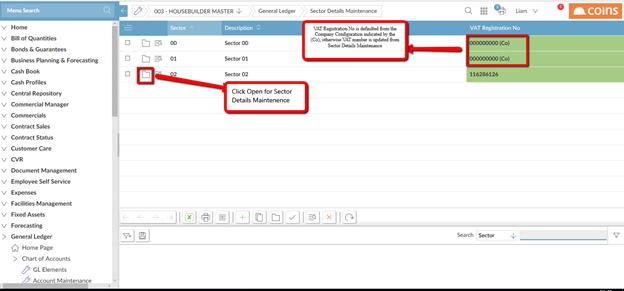 Menu Search
003 - HOUSEBUILDER MASTER
General Ledger
Sector Details Maintenance
Liam
coins
Home
Bill of Quantities
Bonds & Guarantees
Business Planning & Forecasting
Cash Book
Cash Profiles
Central Repository
Commercial Manager
Commercials
Contract Sales
Contract Status
Customer Care
CVR
Document Management
Employee Self Service
Expenses
Facilities Management
Fixed Assets
Forecasting
General Ledger
Home Page
Chart of Accounts
GL Elements
Account Maintenance
Sector
Description
VAT Registration No
00
Sector 00
000000000 (Co)
01
Sector 01
000000000 (Co)
02
Sector 02
116286126
VAT Registration No is defaulted from the
Company Configuration indicated by the
(Co), otherwise VAT number is updated from
Sector Details Maintenance
Click Open for Sector
Details Maintenence
Search
Sector